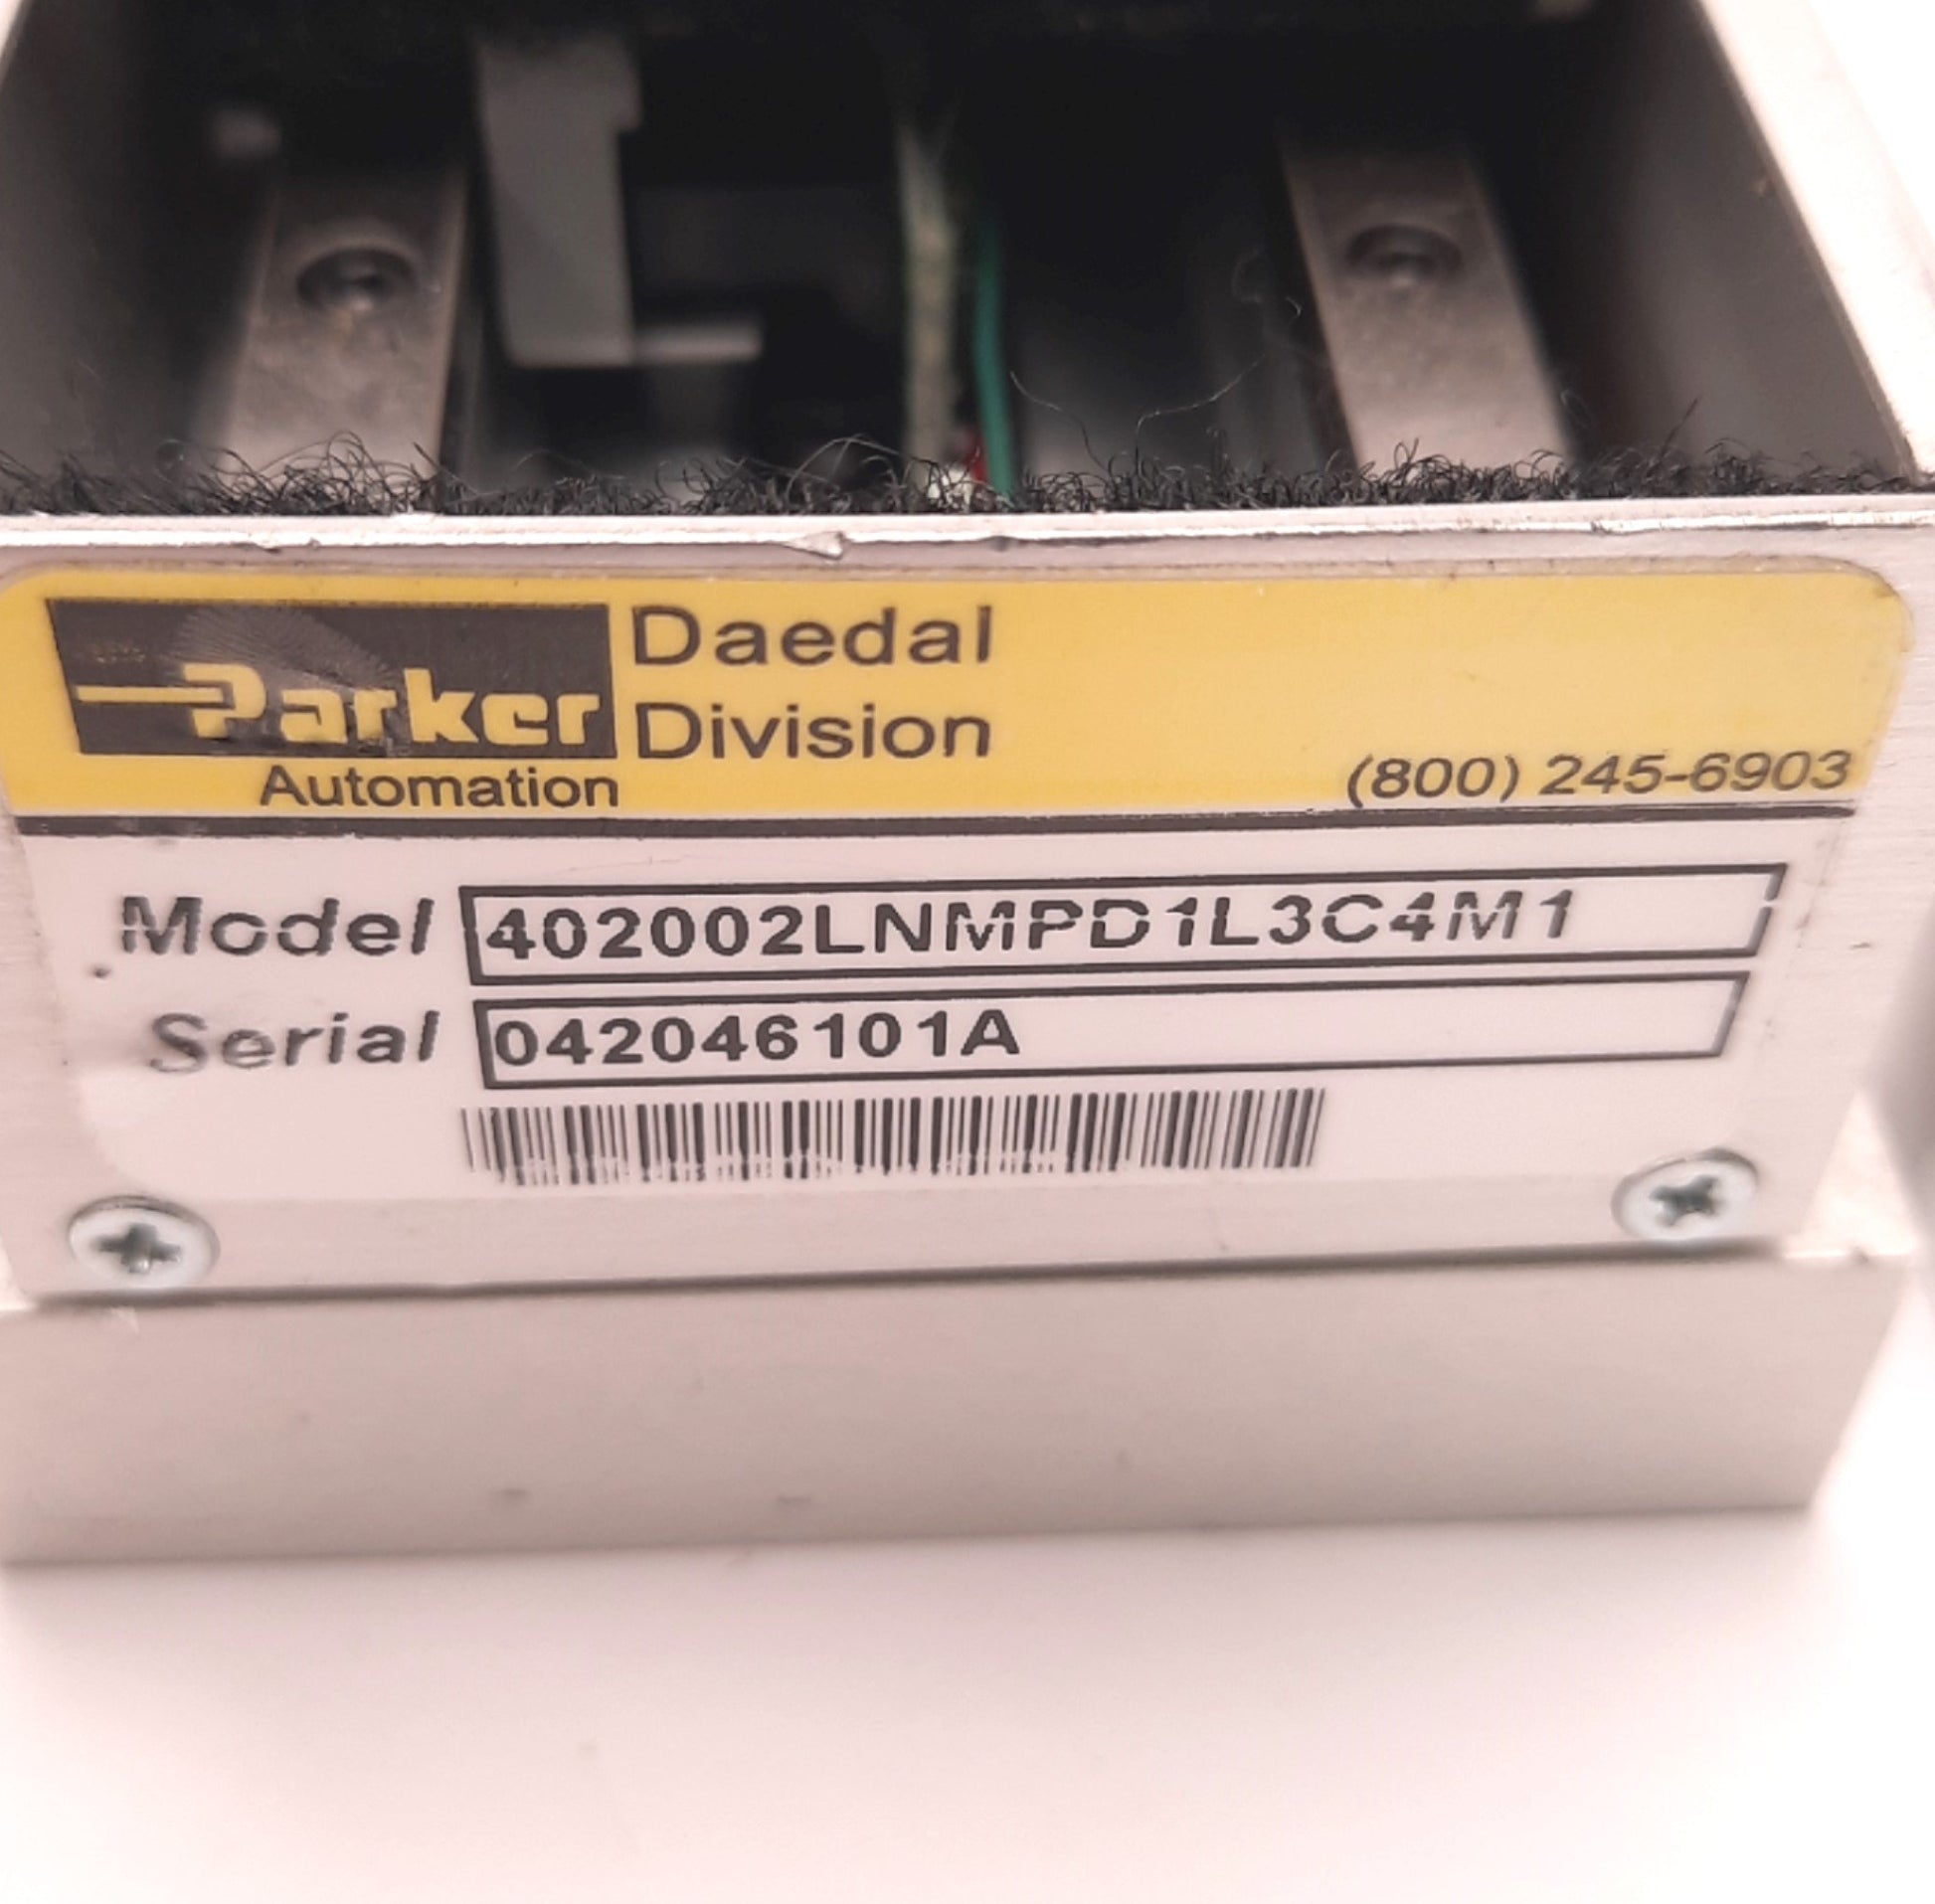 Parker
Automation
Daedal
Division
(800) 245-6903
Model 402002LNMPD1L3C4M1
Serial 042046101A